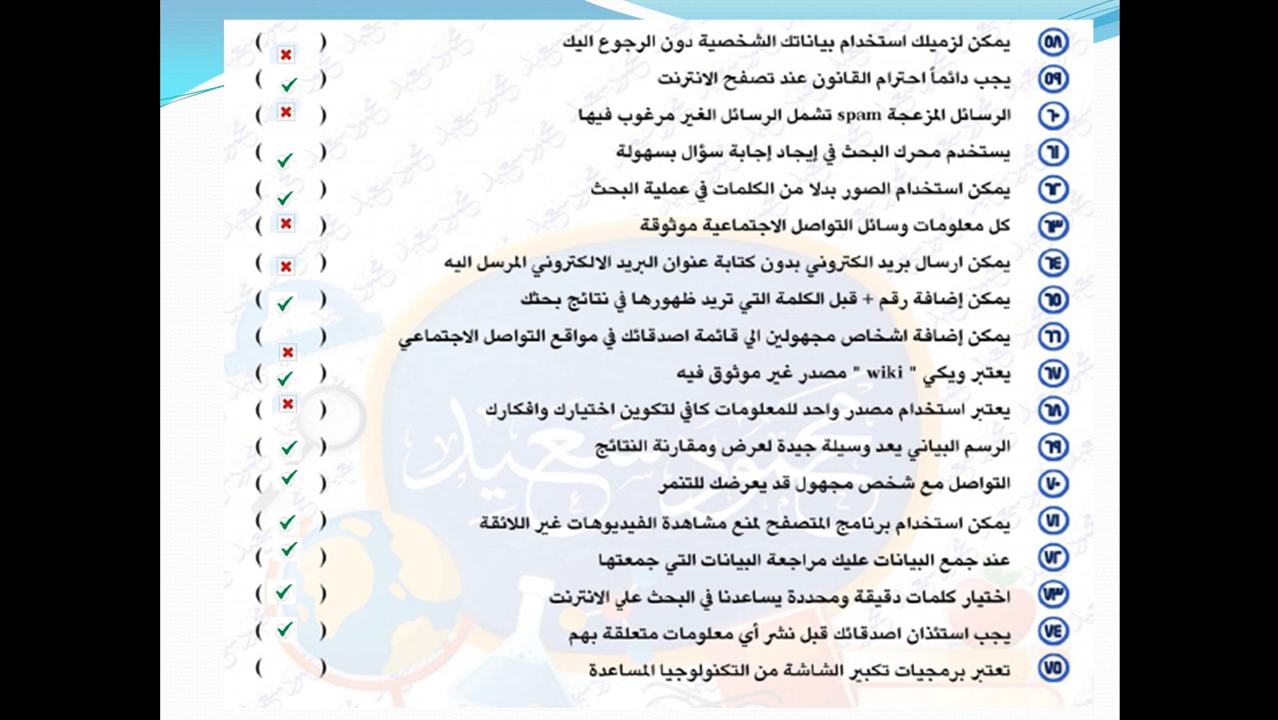 ٥٨ يمكن لزميلك استخدام بياناتك الشخصية دون الرجوع اليك ( ✗ )
٥٩ يجب دائماً احترام القانون عند تصفح الانترنت ( ✓ )
٦٠ الرسائل المزعجة spam تشمل الرسائل الغير مرغوب فيها ( ✗ )
٦١ يستخدم محرك البحث في إيجاد إجابة سؤال بسهولة ( ✓ )
٦٢ يمكن استخدام الصور بدلا من الكلمات في عملية البحث ( ✓ )
٦٣ كل معلومات وسائل التواصل الاجتماعية موثوقة ( ✗ )
٦٤ يمكن ارسال بريد الكتروني بدون كتابة عنوان البريد الالكتروني المرسل اليه ( ✗ )
٦٥ يمكن إضافة رقم + قبل الكلمة التي تريد ظهورها في نتائج بحثك ( ✓ )
٦٦ يمكن إضافة اشخاص مجهولين الي قائمة اصدقائك في مواقع التواصل الاجتماعي ( ✗ )
٦٧ يعتبر ويكي " wiki " مصدر غير موثوق فيه ( ✓ )
٦٨ يعتبر استخدام مصدر واحد للمعلومات كافي لتكوين اختيارك وافكارك ( ✗ )
٦٩ الرسم البياني يعد وسيلة جيدة لعرض ومقارنة النتائج ( ✓ )
٧٠ التواصل مع شخص مجهول قد يعرضك للتنمر ( ✓ )
٧١ يمكن استخدام برنامج المتصفح لمنع مشاهدة الفيديوهات غير اللائقة ( ✓ )
٧٢ عند جمع البيانات عليك مراجعة البيانات التي جمعتها ( ✓ )
٧٣ اختيار كلمات دقيقة ومحددة يساعدنا في البحث علي الانترنت ( ✓ )
٧٤ يجب استئذان اصدقائك قبل نشر أي معلومات متعلقة بهم ( ✓ )
٧٥ تعتبر برمجيات تكبير الشاشة من التكنولوجيا المساعدة ( )
محمود سعيد